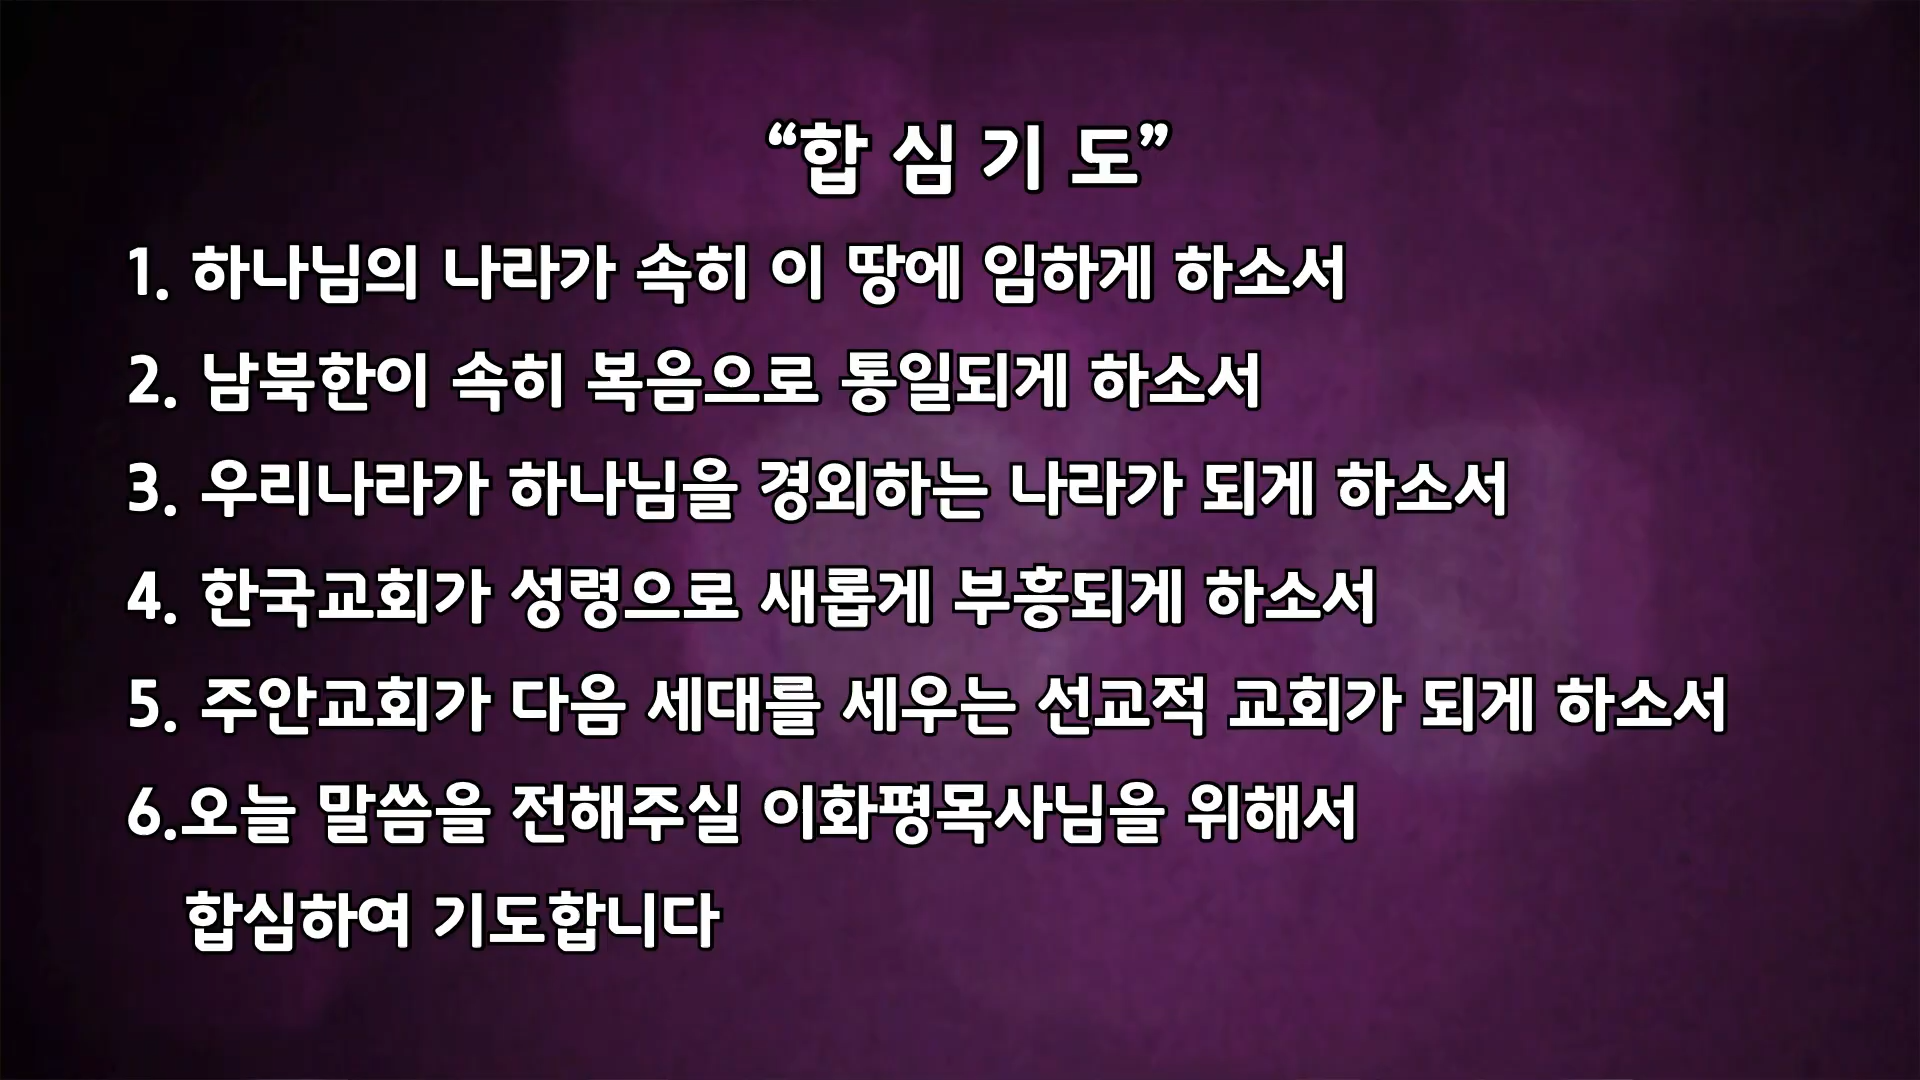 “합 심 기 도”
1. 하나님의 나라가 속히 이 땅에 임하게 하소서
2. 남북한이 속히 복음으로 통일되게 하소서
3. 우리나라가 하나님을 경외하는 나라가 되게 하소서
4. 한국교회가 성령으로 새롭게 부흥되게 하소서
5. 주안교회가 다음 세대를 세우는 선교적 교회가 되게 하소서
6.오늘 말씀을 전해주실 이화평목사님을 위해서
합심하여 기도합니다